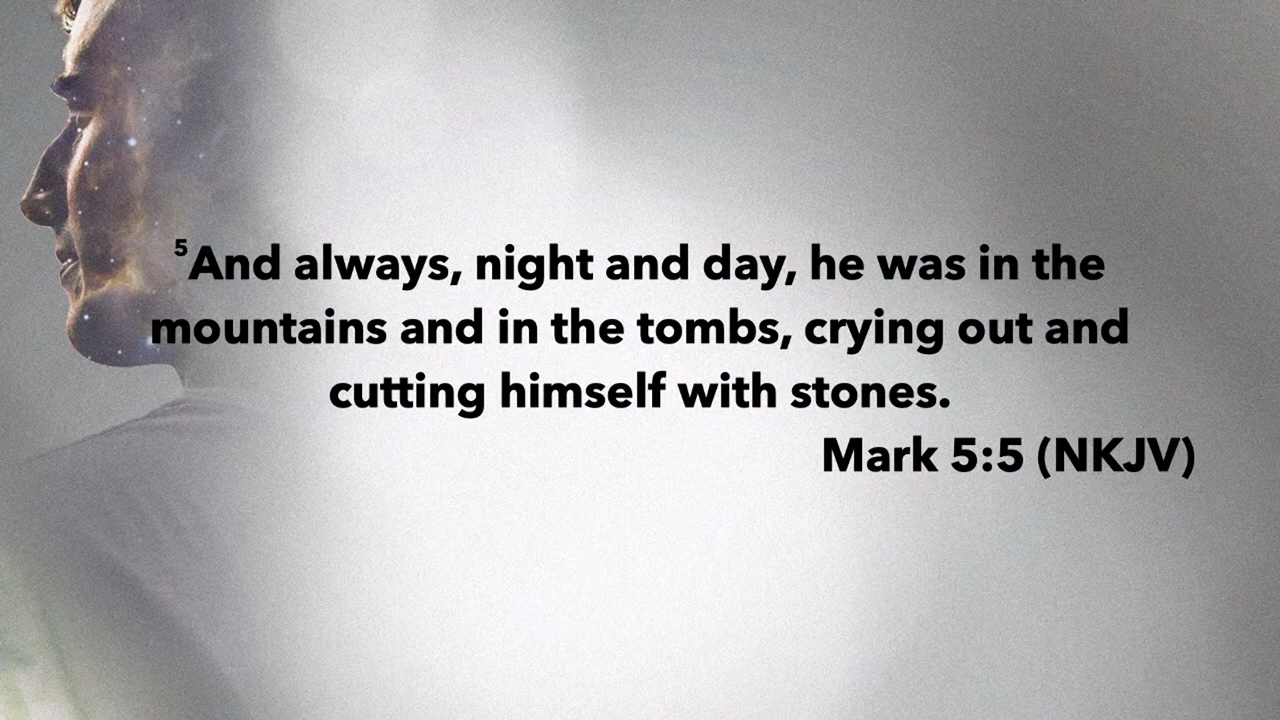 ⁵And always, night and day, he was in the
mountains and in the tombs, crying out and
cutting himself with stones.
Mark 5:5 (NKJV)